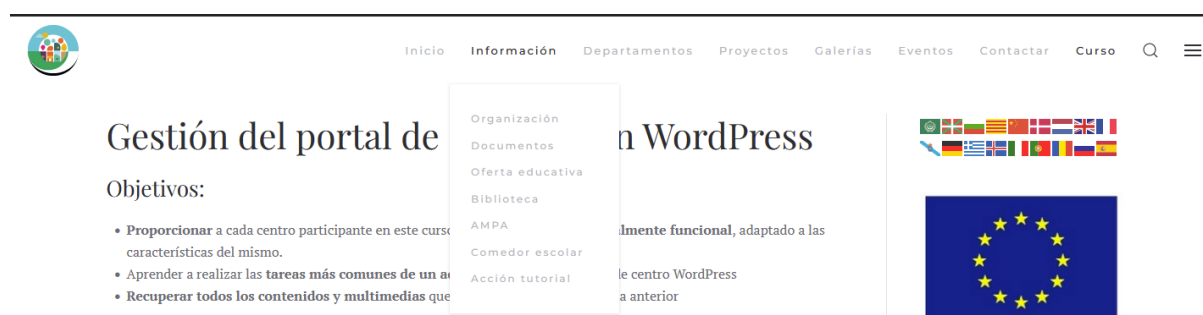 Inicio Información Departamentos Proyectos Galerías Eventos Contactar Curso
Organización
Documentos
Oferta educativa
Biblioteca
AMPA
Comedor escolar
Acción tutorial
Gestión del portal de n WordPress
Objetivos:
• Proporcionar a cada centro participante en este curs lmente funcional, adaptado a las
características del mismo.
• Aprender a realizar las tareas más comunes de un a le centro WordPress
• Recuperar todos los contenidos y multimedias que a anterior